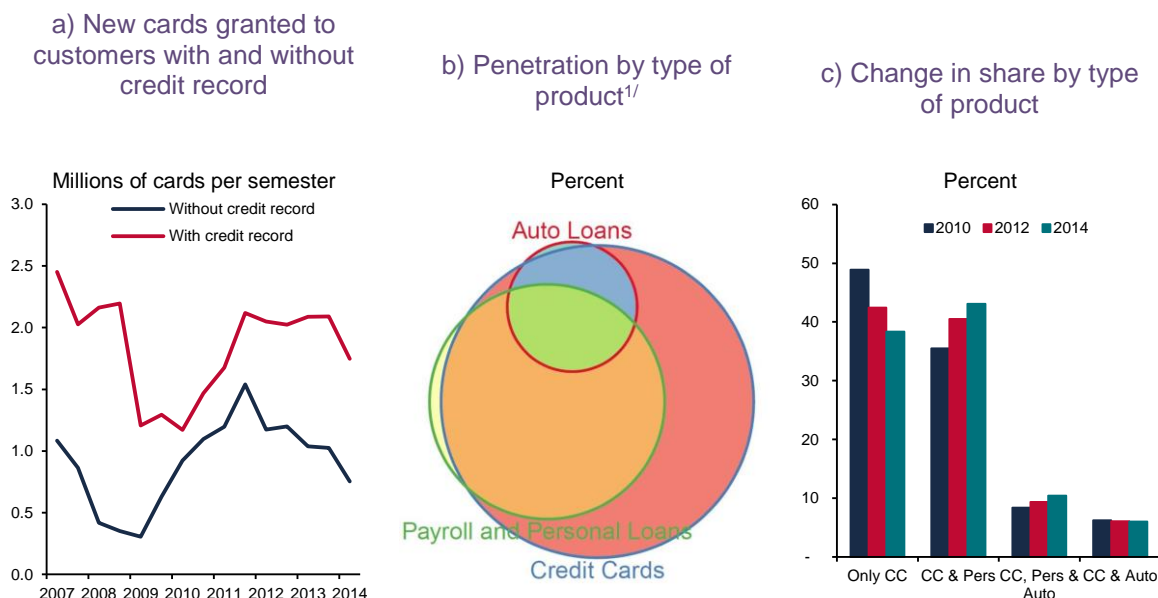 a) New cards granted to
customers with and without
credit record
b) Penetration by type of
product1/
c) Change in share by type
of product
Millions of cards per semester
3.0
2.5
2.0
1.5
1.0
0.5
0.0
Without credit record
With credit record
2007 2008 2009 2010 2011 2012 2013 2014
Percent
Auto Loans
Payroll and Personal Loans
Credit Cards
Percent
60
50
40
30
20
10
-
2010 2012 2014
Only CC
CC & Pers
CC, Pers &
Auto
CC & Auto